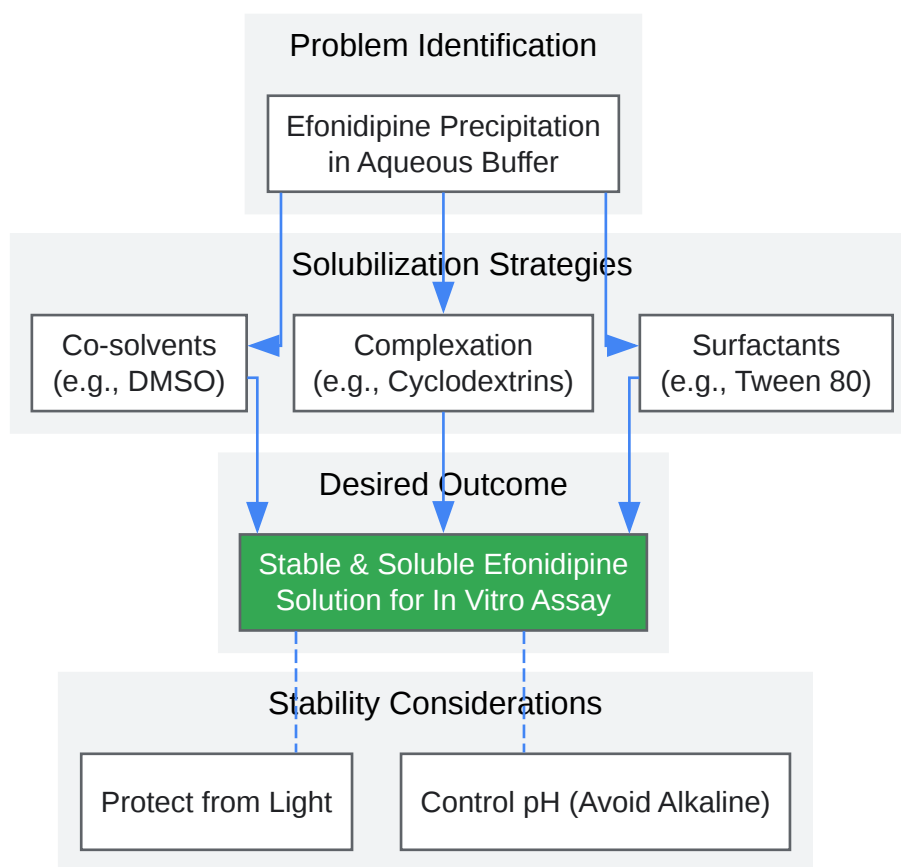 Problem Identification
Efonidipine Precipitation
in Aqueous Buffer
Solubilization Strategies
Co-solvents
(e.g., DMSO)
Complexation
(e.g., Cyclodextrins)
Surfactants
(e.g., Tween 80)
Desired Outcome
Stable & Soluble Efonidipine
Solution for In Vitro Assay
Stability Considerations
Protect from Light
Control pH (Avoid Alkaline)